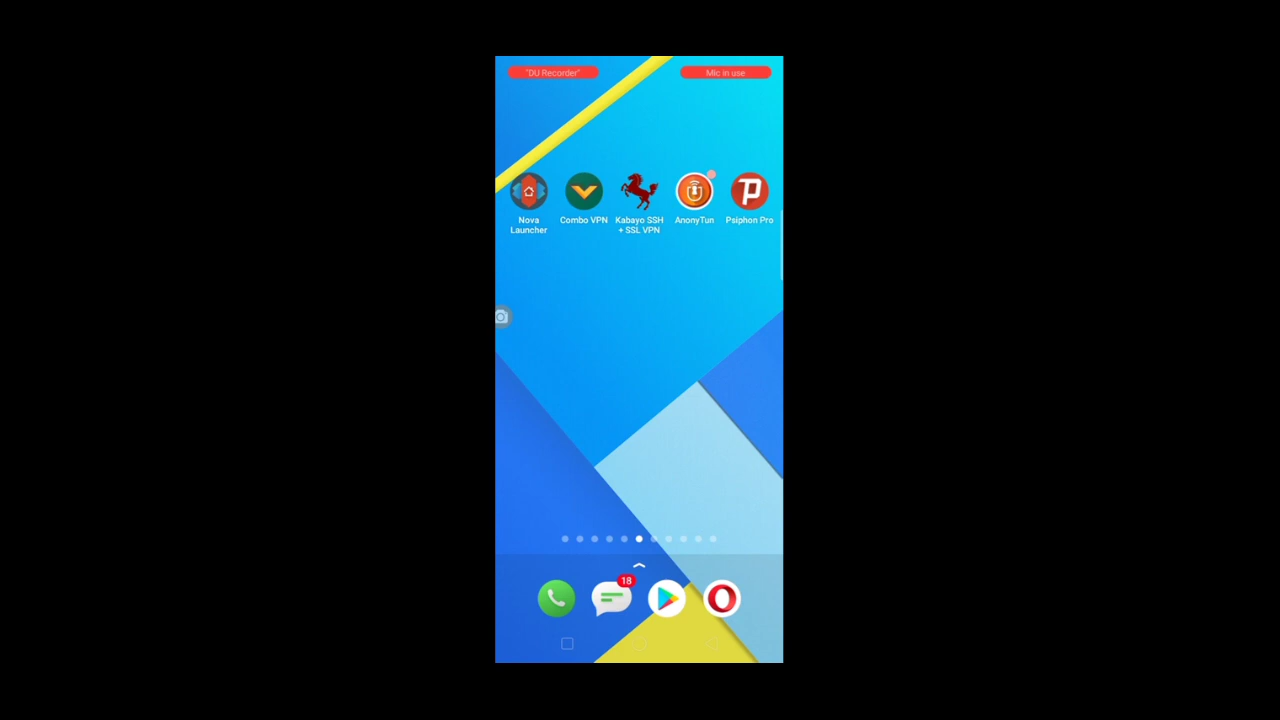 "DU Recorder"
Mic in use
Nova
Launcher
Combo VPN
Kabayo SSH
+ SSL VPN
AnonyTun
Psiphon Pro
18